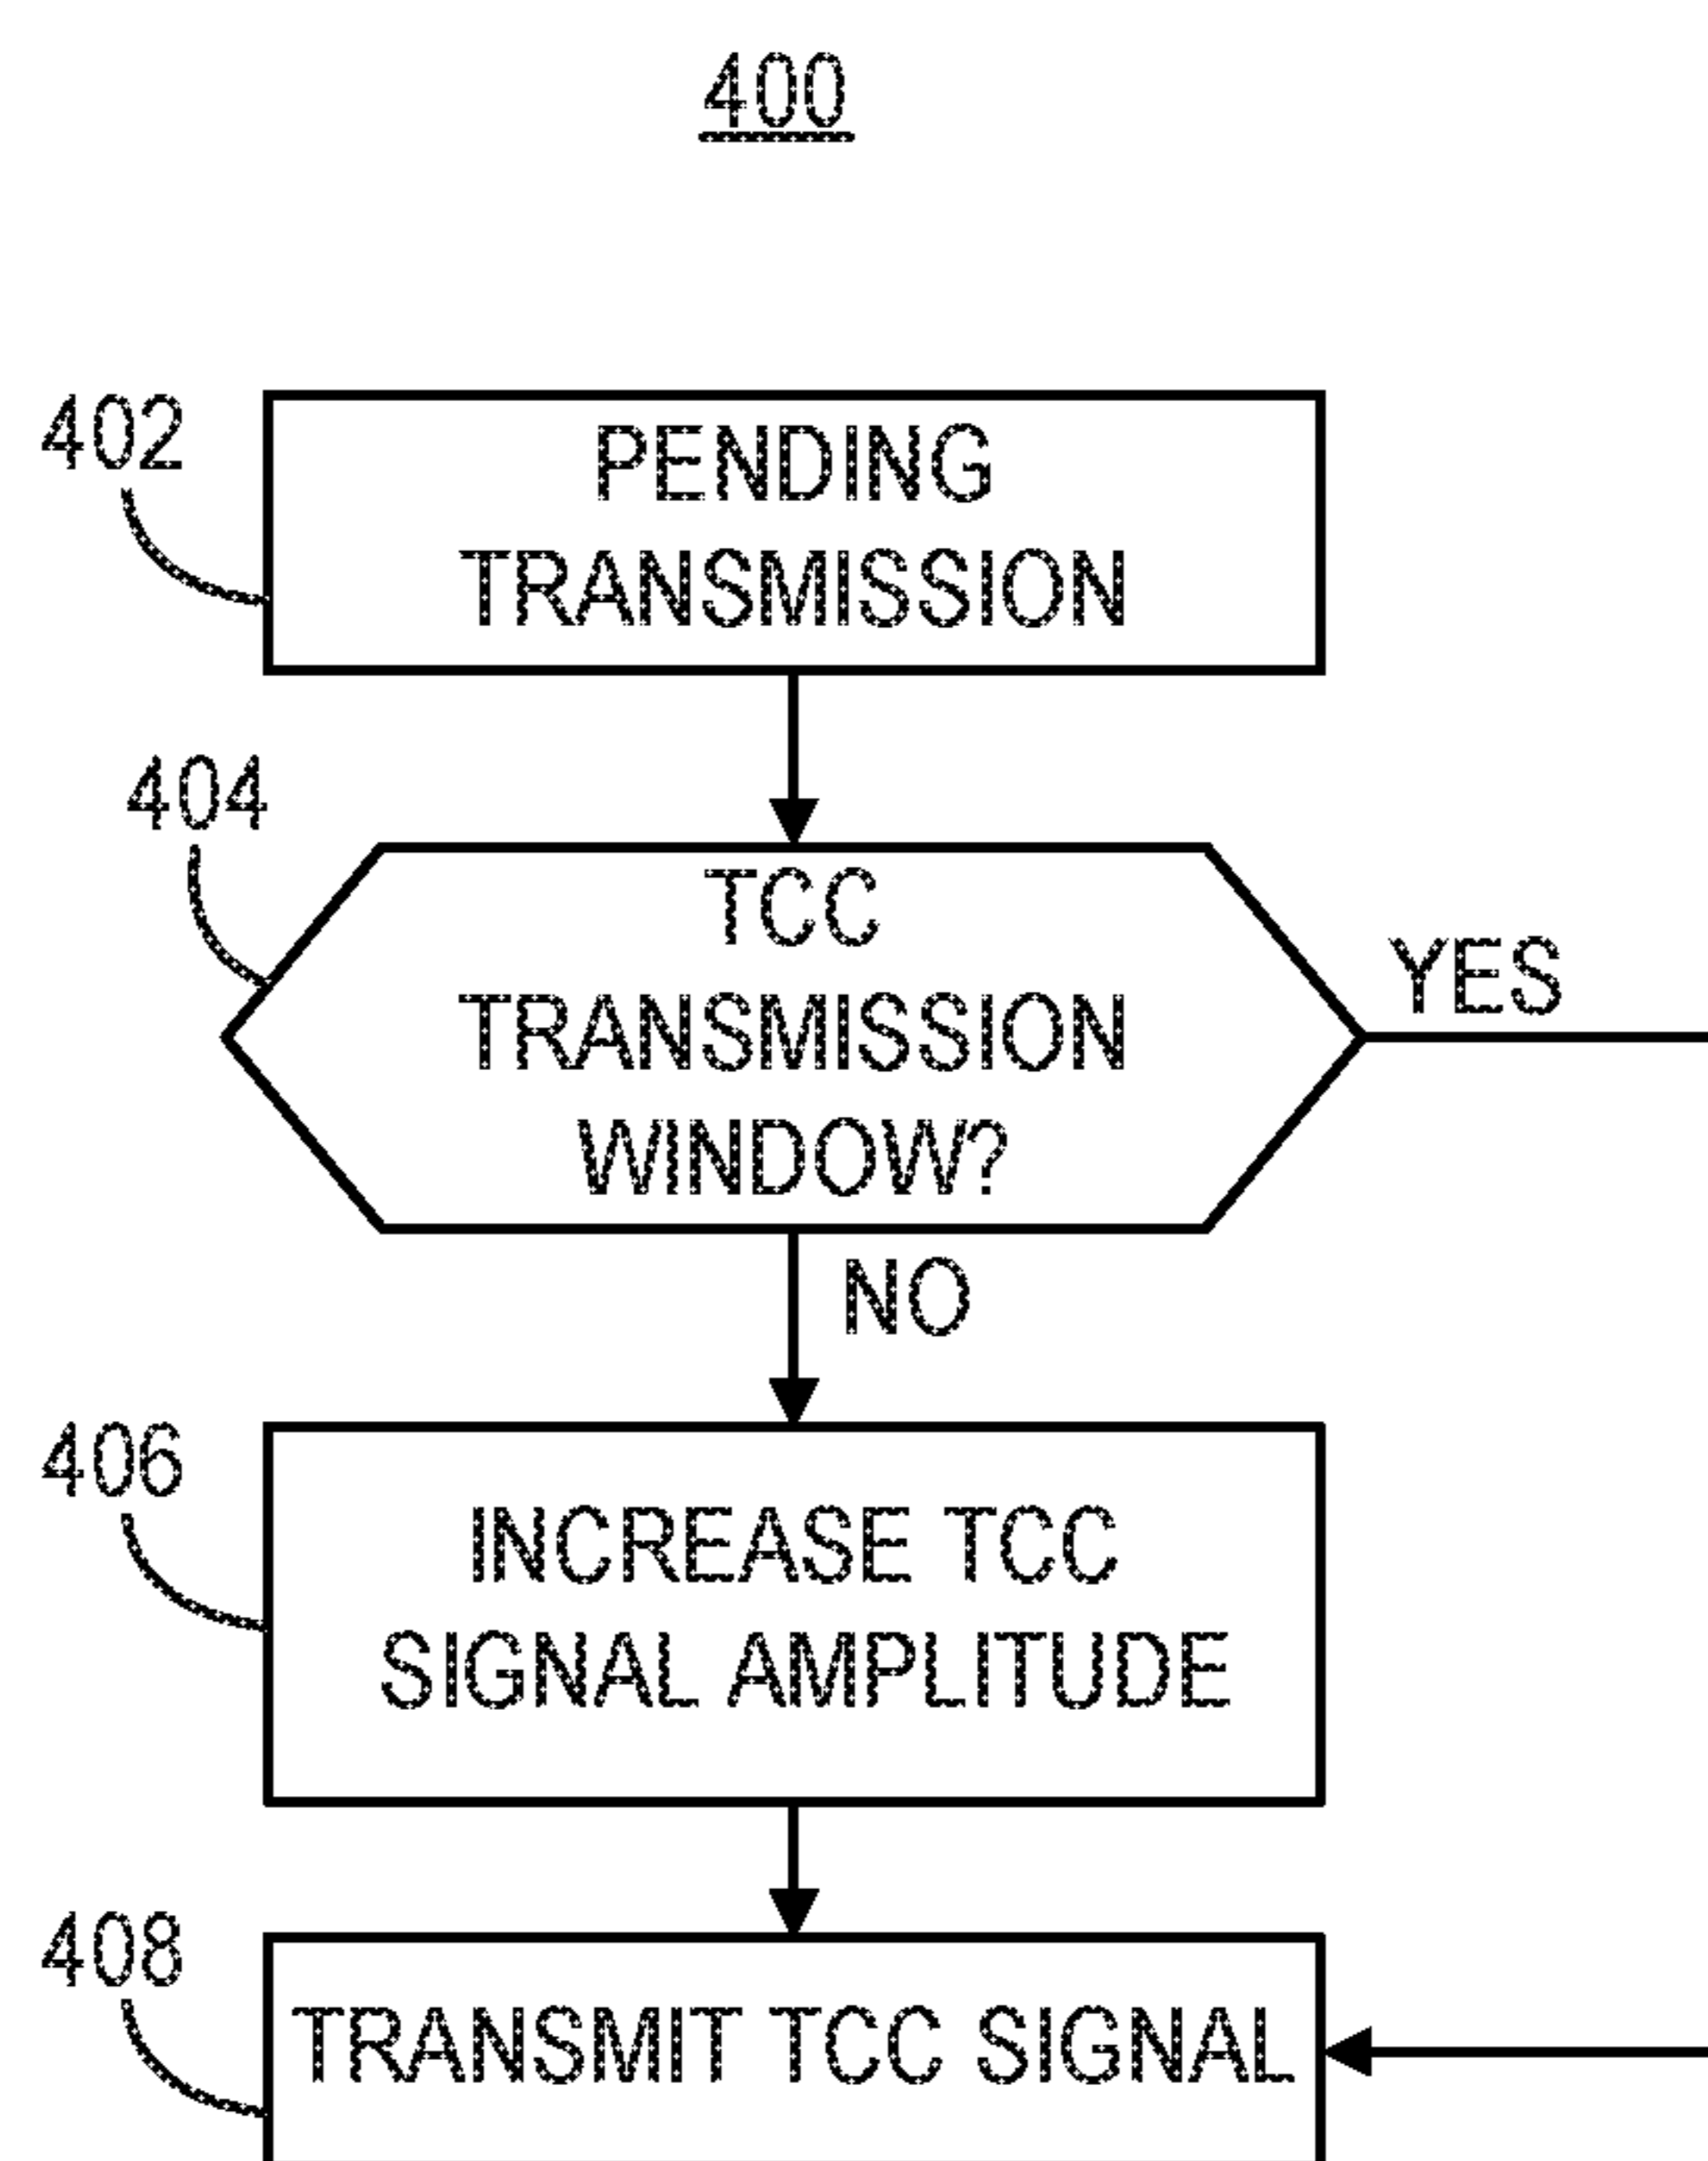 400
402
PENDING
TRANSMISSION
404
TCC
TRANSMISSION
WINDOW?
YES
NO
406
INCREASE TCC
SIGNAL AMPLITUDE
408
TRANSMIT TCC SIGNAL